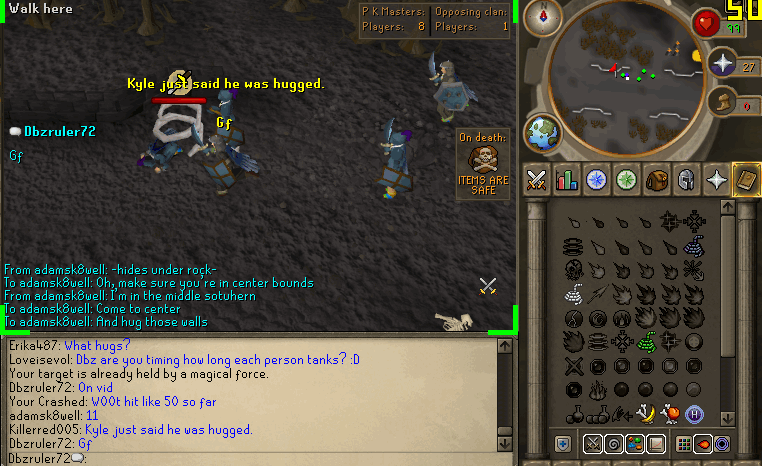 Walk here
P K Masters: Opposing clan:
Players: 8 Players: 1
50
99
27
0
Kyle just said he was hugged.
Gf
Dbzruler72
Gf
On death:
ITEMS ARE
SAFE
From adamsk8well: -hides under rock-
To adamsk8well: Oh, make sure you're in center bounds
From adamsk8well: I'm in the middle sotuhern
To adamsk8well: Come to center
To adamsk8well: And hug those walls
Erika487: What hugs?
Loveisevol: Dbz are you timing how long each person tanks? :D
Your target is already held by a magical force.
Dbzruler72: On vid
Your Crashed: W00t hit like 50 so far
adamsk8well: 11
Killerred005: Kyle just said he was hugged.
Dbzruler72: Gf
Dbzruler72:
H